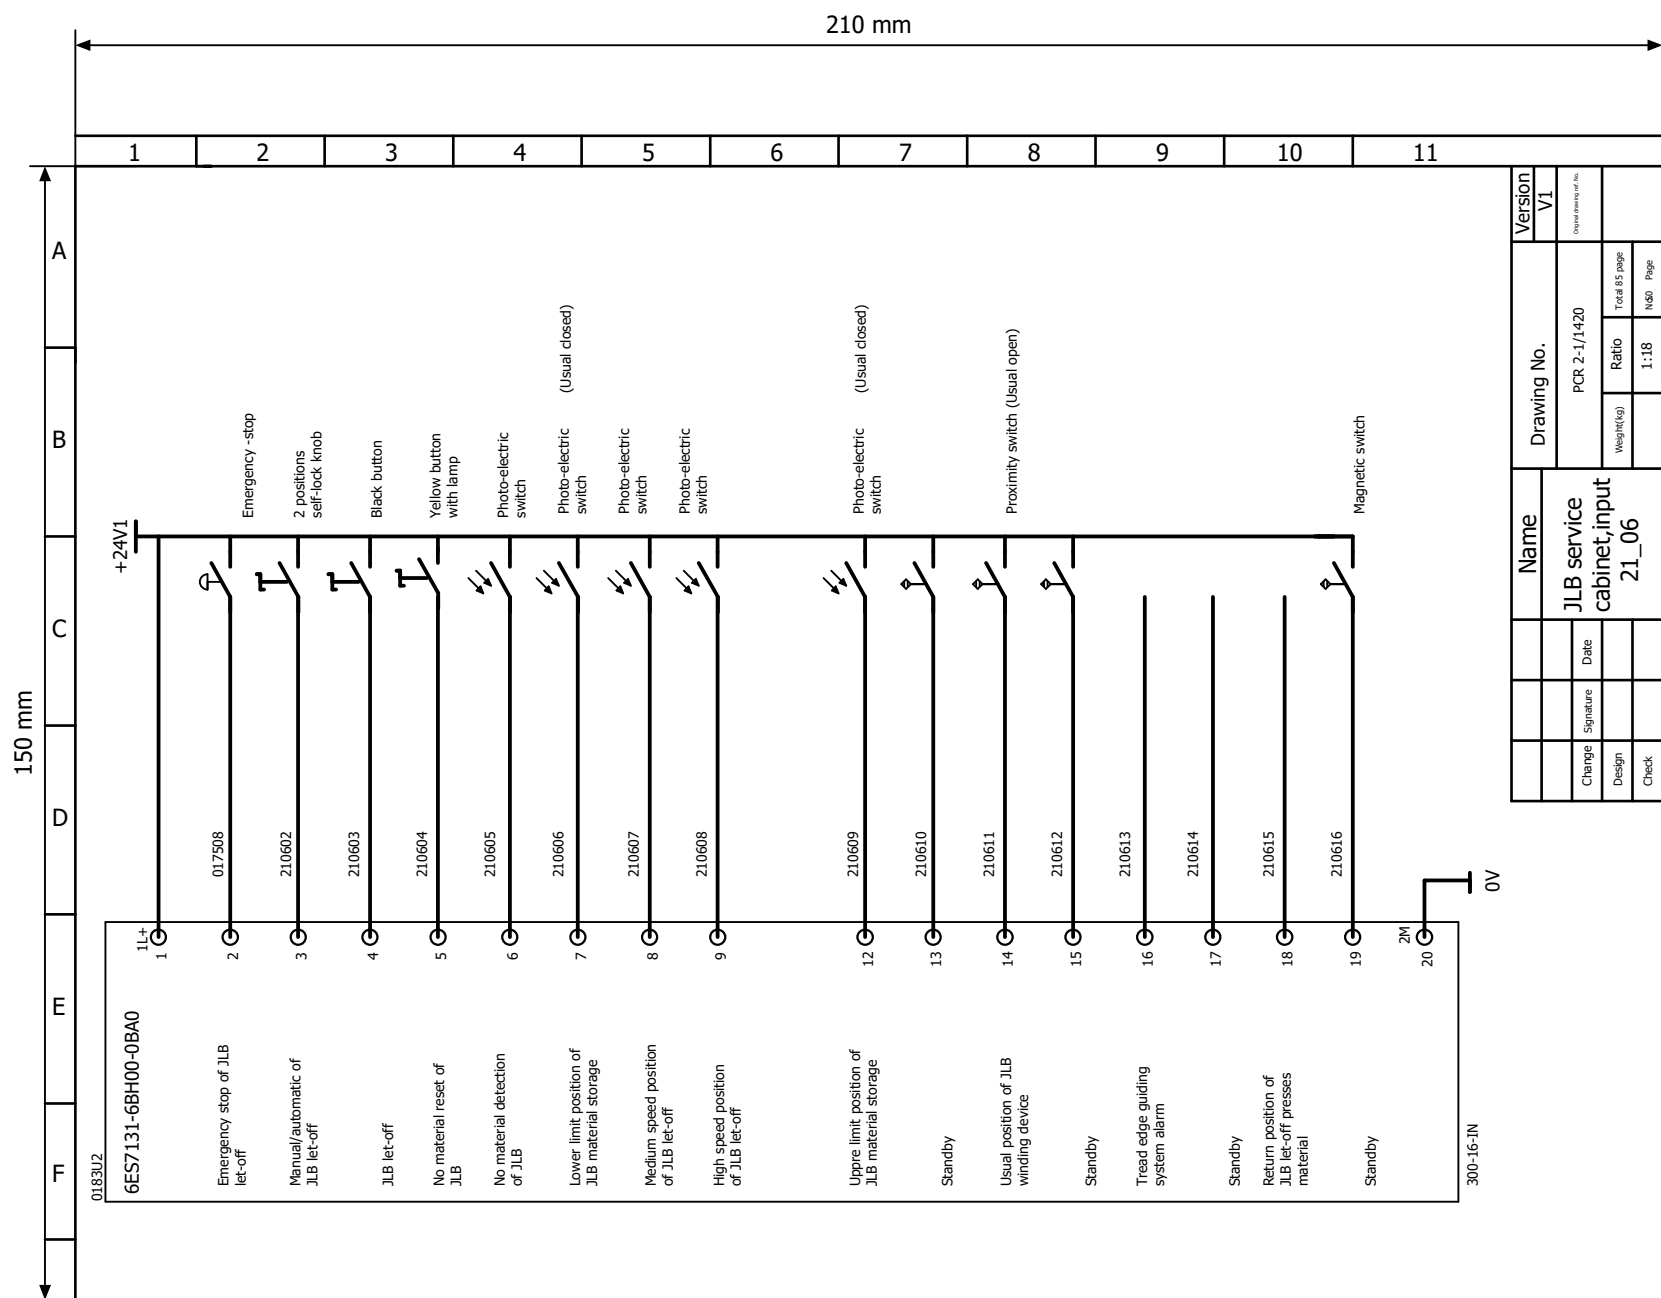 210 mm
150 mm
1
2
3
4
5
6
7
8
9
10
11
A
B
C
D
E
F
Emergency -stop
2 positions
self-lock knob
Black button
Yellow button
with lamp
Photo-electric
switch
Photo-electric (Usual closed)
switch
Photo-electric
switch
Photo-electric
switch
Photo-electric (Usual closed)
switch
Proximity switch (Usual open)
Magnetic switch
+24V1
017508
210602
210603
210604
210605
210606
210607
210608
210609
210610
210611
210612
210613
210614
210615
210616
0V
1L+
2M
1
2
3
4
5
6
7
8
9
12
13
14
15
16
17
18
19
20
0183U2
6ES7131-6BH00-0BA0
Emergency stop of JLB
let-off
Manual/automatic of
JLB let-off
JLB let-off
No material reset of
JLB
No material detection
of JLB
Lower limit position of
JLB material storage
Medium speed position
of JLB let-off
High speed position
of JLB let-off
Uppre limit position of
JLB material storage
Standby
Usual position of JLB
winding device
Standby
Tread edge guiding
system alarm
Standby
Return position of
JLB let-off presses
material
Standby
300-16-IN
Version
V1
Original drawing ref. No.
Drawing No.
PCR 2-1/1420
Total 85 page
Page
Ratio
1:18
Weight(kg)
Name
JLB service
cabinet,input
21_06
Date
Signature
Change
Design
Check